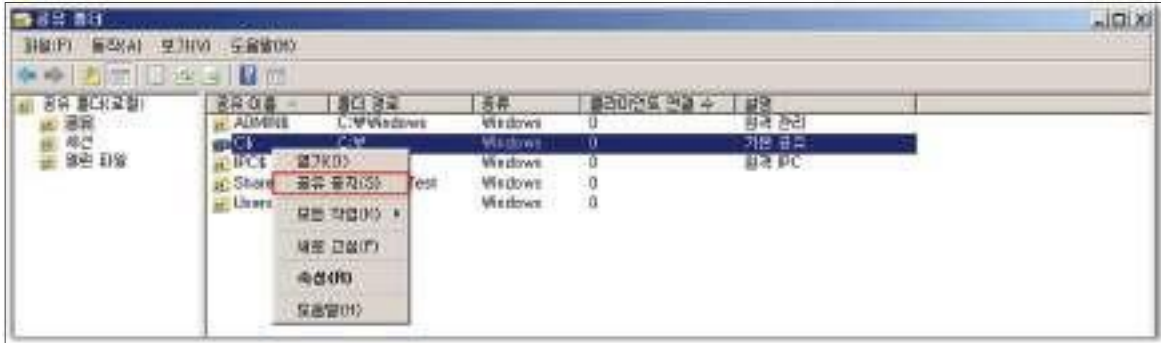 공유 폴더
파일(F) 동작(A) 보기(V) 도움말(H)
공유 폴더(로컬)
공유
세션
열린 파일
공유 이름 폴더 경로 종류 클라이언트 연결 수 설명
ADMIN$ C:\Windows Windows 0 원격 관리
C$ C:\ Windows 0 기본 공유
IPC$ Windows 0 원격 IPC
Share Test Windows 0
Users Windows 0
열기(O)
공유 중지(S)
모든 작업(K)
새로 고침(F)
속성(R)
도움말(H)